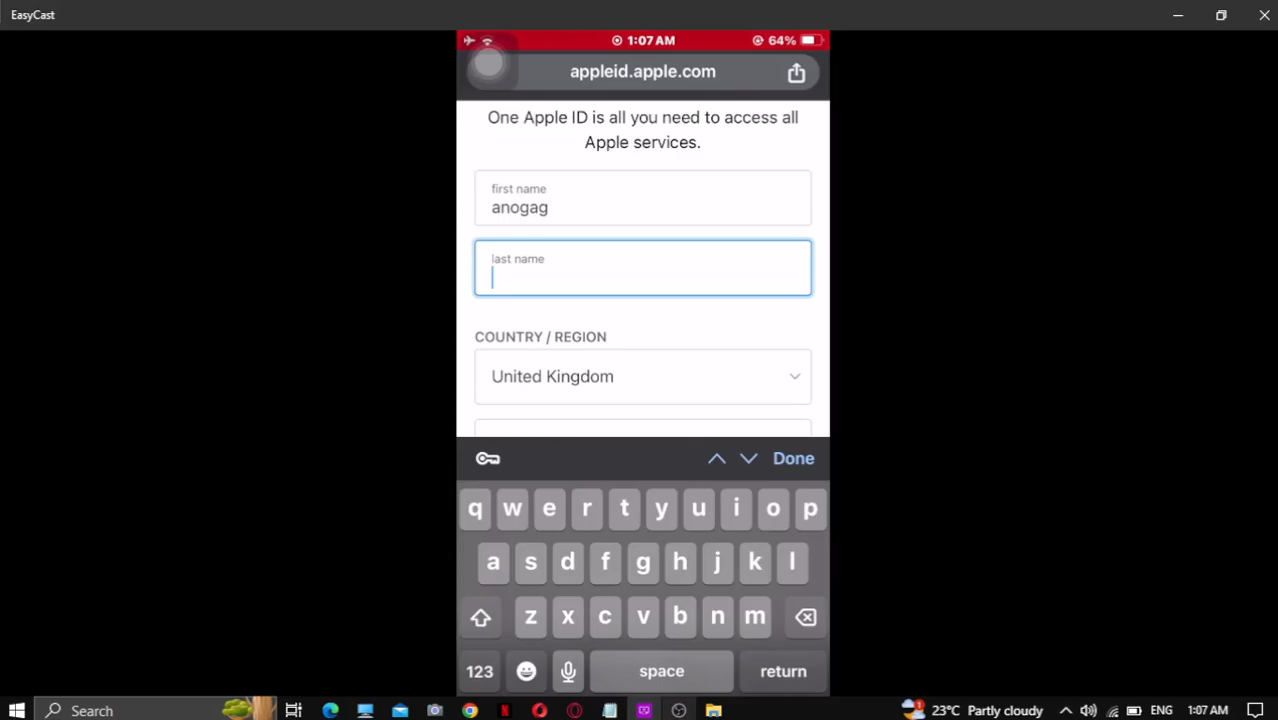 EasyCast
1:07 AM
64%
appleid.apple.com
One Apple ID is all you need to access all
Apple services.
first name
anogag
last name
COUNTRY / REGION
United Kingdom
Done
q w e r t y u i o p
a s d f g h j k l
z x c v b n m
123 space return
Search 1 23°C Partly cloudy ENG 1:07 AM